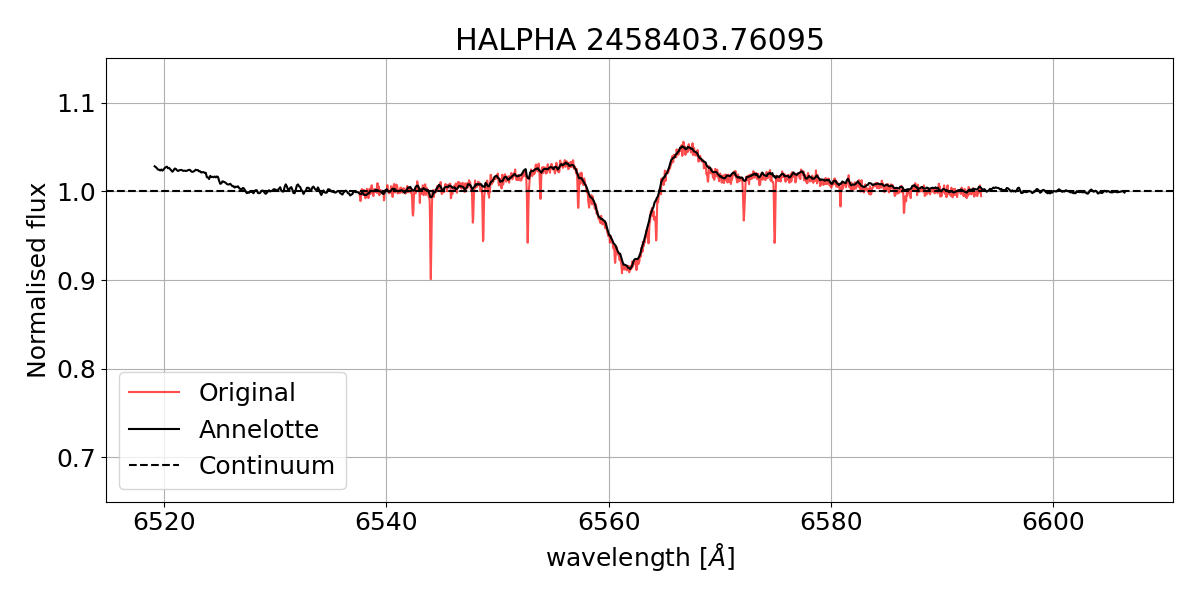 HALPHA 2458403.76095
Normalised flux
1.1
1.0
0.9
0.8
0.7
Original
Annelotte
Continuum
6520 6540 6560 6580 6600
wavelength [Å]